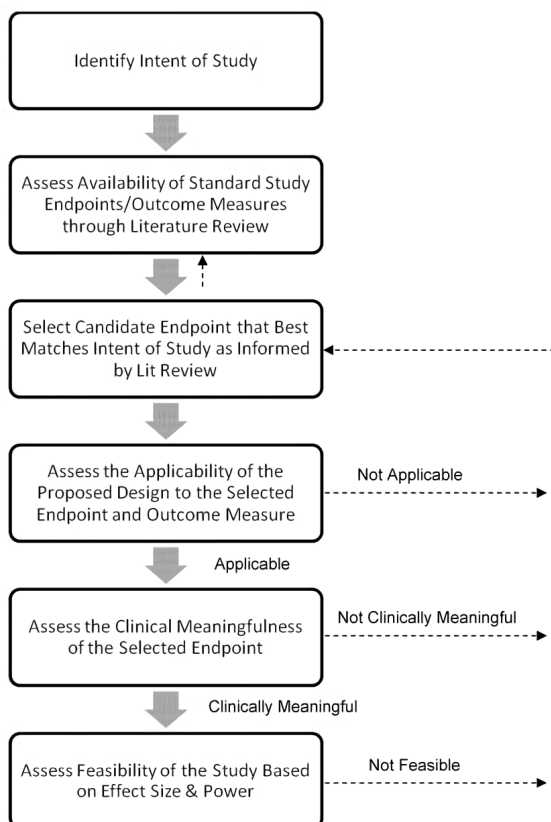 Identify Intent of Study
Assess Availability of Standard Study
Endpoints/Outcome Measures
through Literature Review
Select Candidate Endpoint that Best
Matches Intent of Study as Informed
by Lit Review
Assess the Applicability of the
Proposed Design to the Selected
Endpoint and Outcome Measure
Not Applicable
Applicable
Assess the Clinical Meaningfulness
of the Selected Endpoint
Not Clinically Meaningful
Clinically Meaningful
Assess Feasibility of the Study Based
on Effect Size & Power
Not Feasible